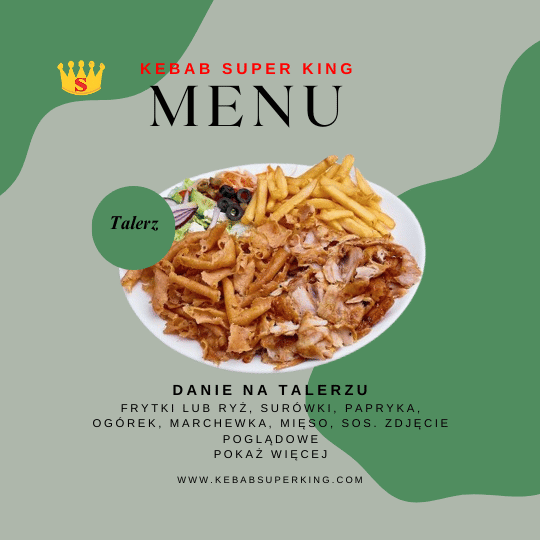 KEBAB SUPER KING
S
MENU
Talerz
DANIE NA TALERZU
FRYTKI LUB RYŻ, SURÓWKI, PAPRYKA,
OGÓREK, MARCHEWKA, MIĘSO, SOS. ZDJĘCIE
POGLĄDOWE
POKAŻ WIĘCEJ
WWW.KEBABSUPERKING.COM